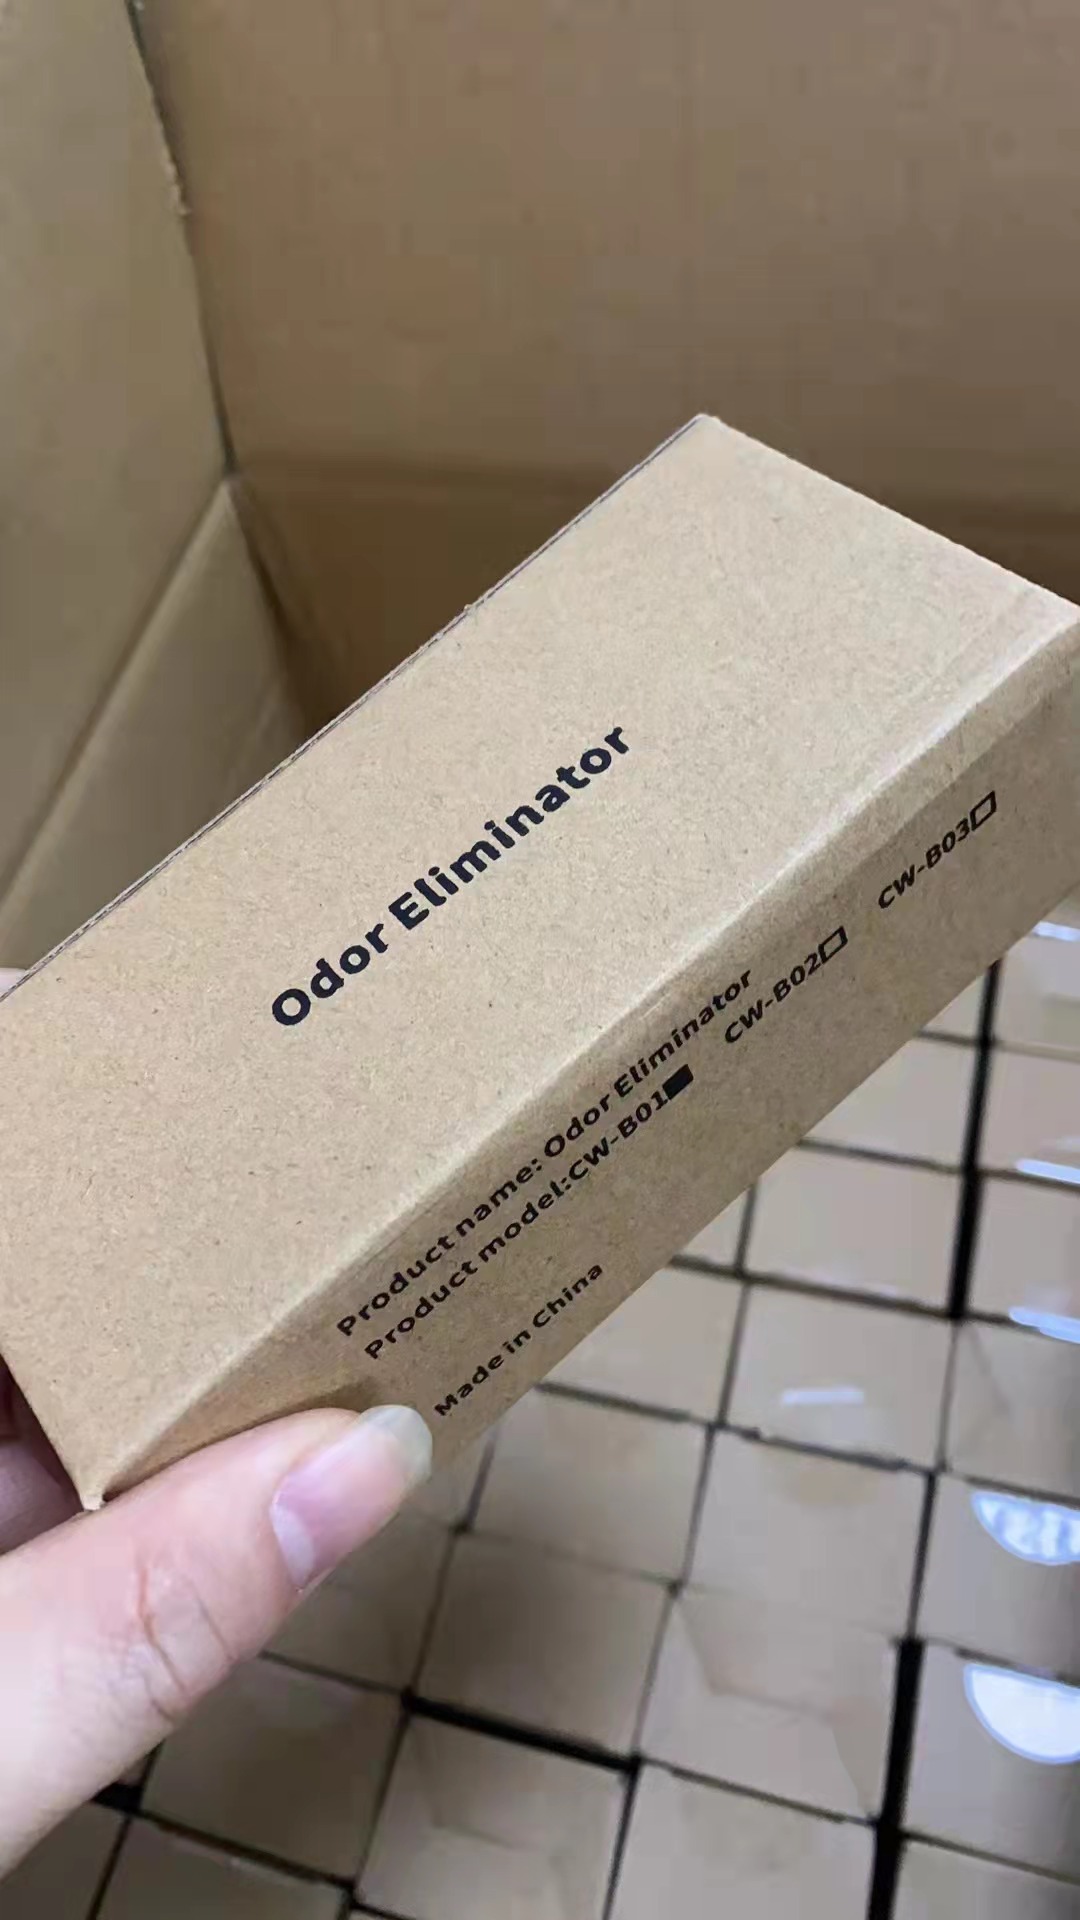 Odor Eliminator
Product name: Odor Eliminator
Product model:CW-B01■ CW-B02□ CW-B03□
Made in China